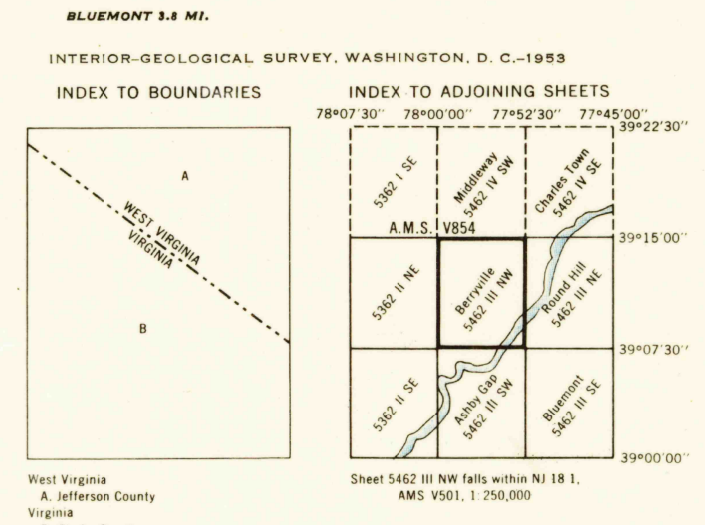 BLUEMONT 3.8 MI.
INTERIOR–GEOLOGICAL SURVEY, WASHINGTON, D. C.–1953
INDEX TO BOUNDARIES
A
WEST VIRGINIA
VIRGINIA
B
West Virginia
A. Jefferson County
Virginia
INDEX TO ADJOINING SHEETS
78°07'30'' 78°00'00'' 77°52'30'' 77°45'00''
39°22'30''
5362 I SE
Middleway
5462 IV SW
Charles Town
5462 IV SE
A.M.S. V854
39°15'00''
5362 II NE
Berryville
5462 III NW
Round Hill
5462 III NE
39°07'30''
5362 II SE
Ashby Gap
5462 III SW
Bluemont
5462 III SE
39°00'00''
Sheet 5462 III NW falls within NJ 18 1,
AMS V501, 1:250,000